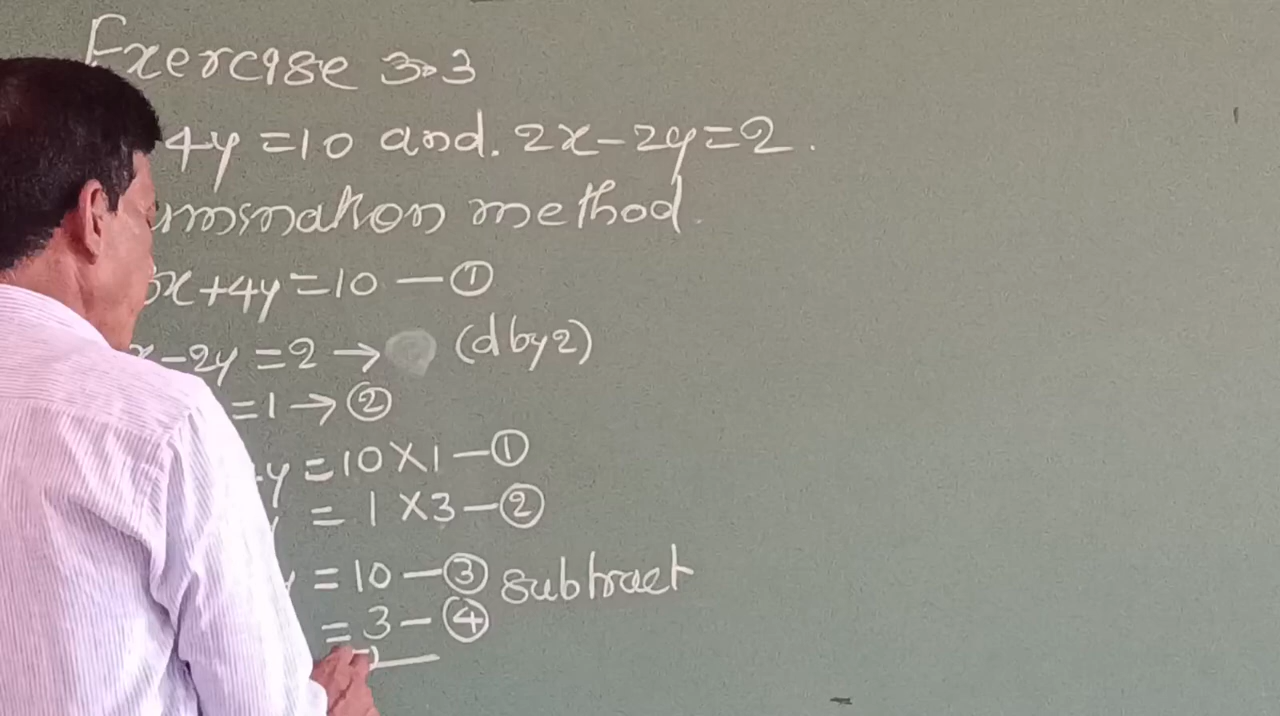 Exercise 3.3
4y = 10 and. 2x - 2y = 2.
mination method.
3x + 4y = 10 — ①
x - 2y = 2 → (d by 2)
= 1 → ②
y = 10 × 1 — ①
y = 1 × 3 — ②
y = 10 — ③ subtract
= 3 — ④